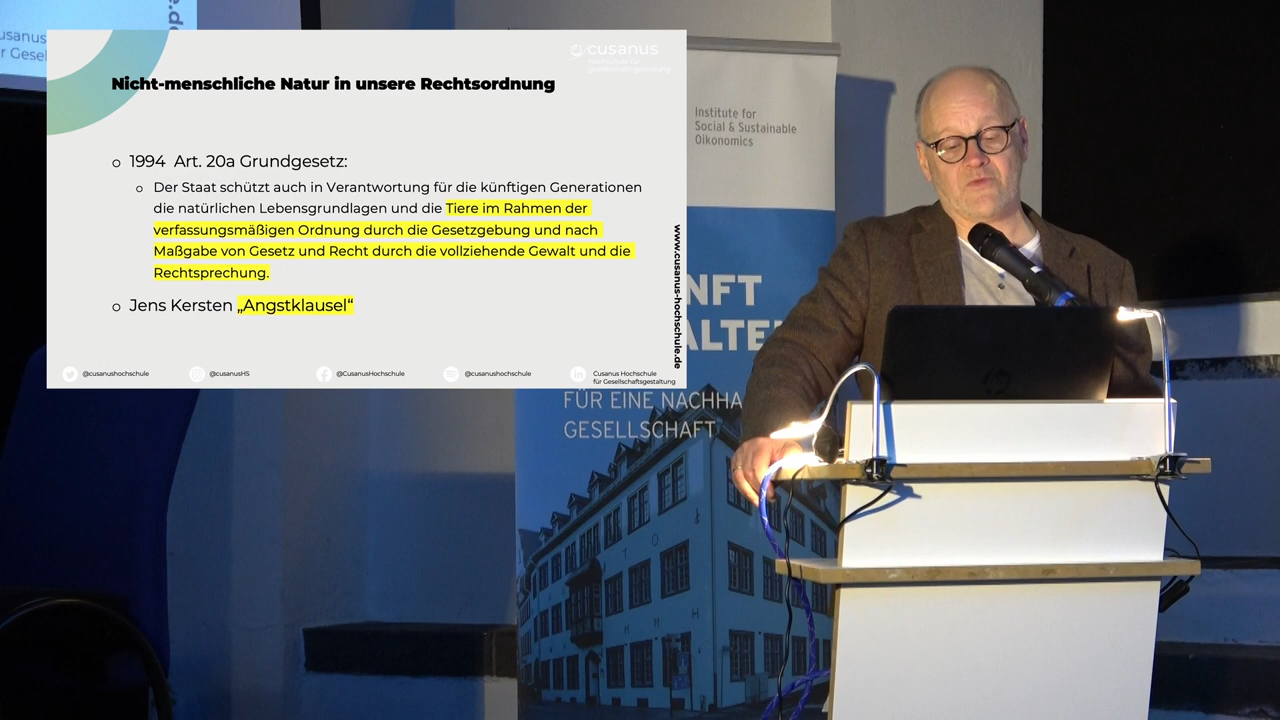 cusanus
Hochschule für
Gesellschaftsgestaltung
Nicht-menschliche Natur in unsere Rechtsordnung
1994 Art. 20a Grundgesetz:
Der Staat schützt auch in Verantwortung für die künftigen Generationen
die natürlichen Lebensgrundlagen und die Tiere im Rahmen der
verfassungsmäßigen Ordnung durch die Gesetzgebung und nach
Maßgabe von Gesetz und Recht durch die vollziehende Gewalt und die
Rechtsprechung.
Jens Kersten „Angstklausel“
www.cusanus-hochschule.de
@cusanushochschule
@cusanusHS
@CusanusHochschule
@cusanushochschule
Cusanus Hochschule
für Gesellschaftsgestaltung
Institute for
Social & Sustainable
Oikonomics
NFT
ALTE
FÜR EINE NACHHA
GESELLSCHAFT